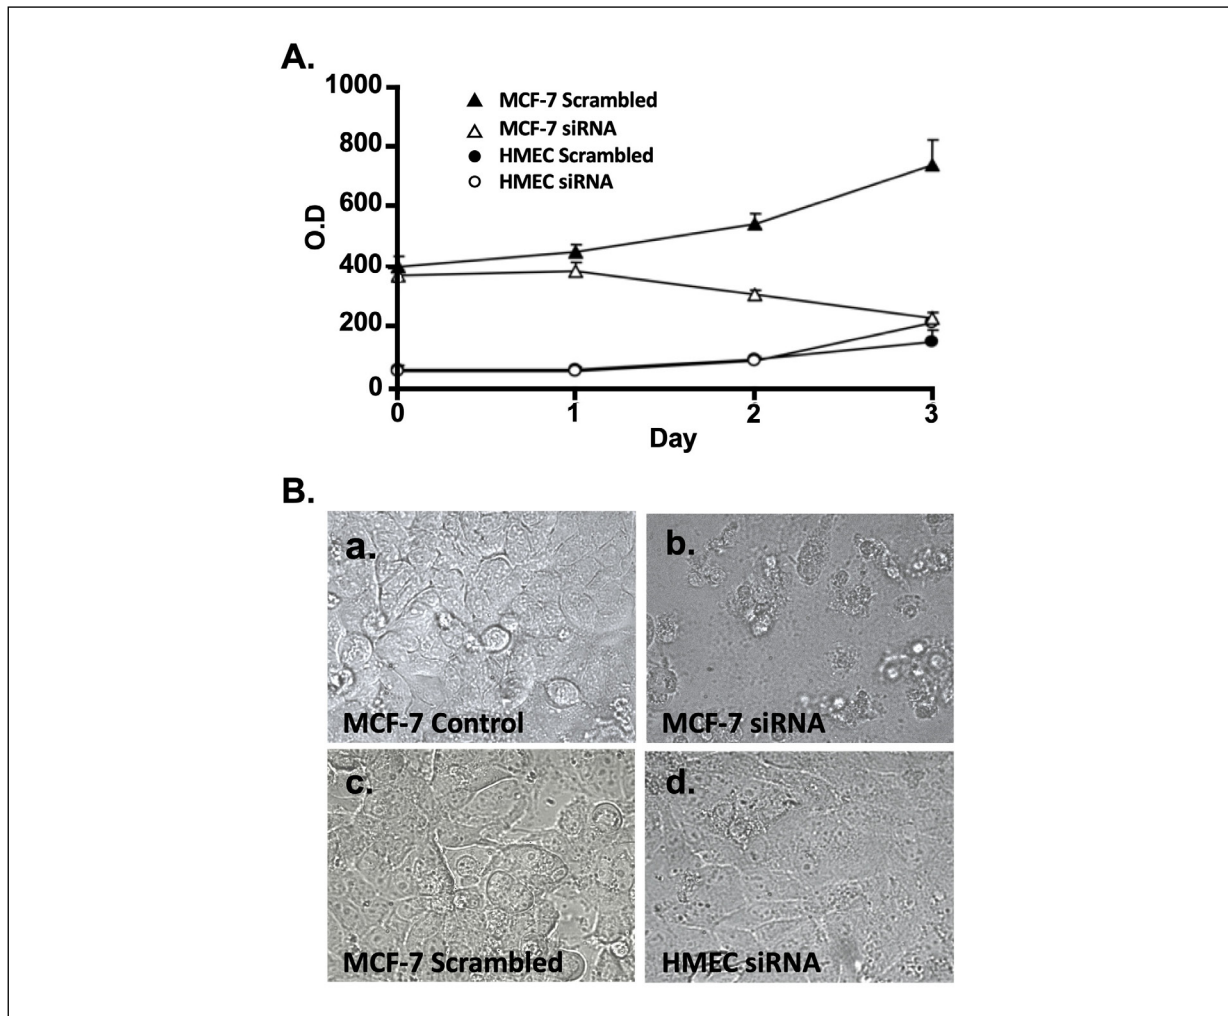 A.
1000
800
600
400
200
0
O.D
MCF-7 Scrambled
MCF-7 siRNA
HMEC Scrambled
HMEC siRNA
0 1 2 3
Day
B.
a.
MCF-7 Control
b.
MCF-7 siRNA
c.
MCF-7 Scrambled
d.
HMEC siRNA